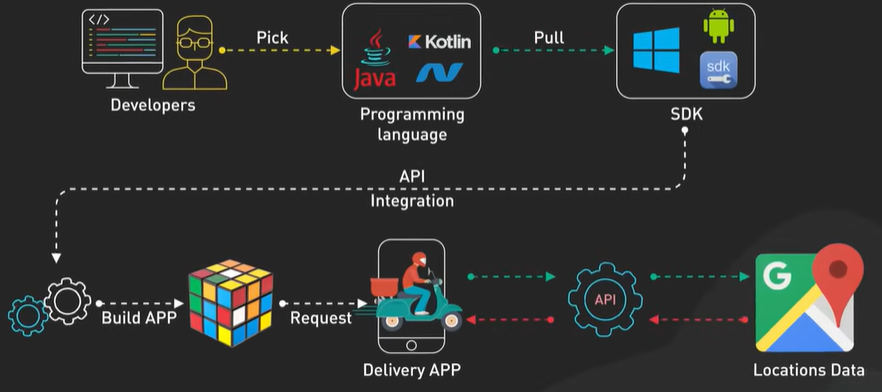 </>
Pick
Kotlin
Java
Pull
sdk
Developers
Programming
language
SDK
API
Integration
Build APP
Request
API
G
Delivery APP
Locations Data